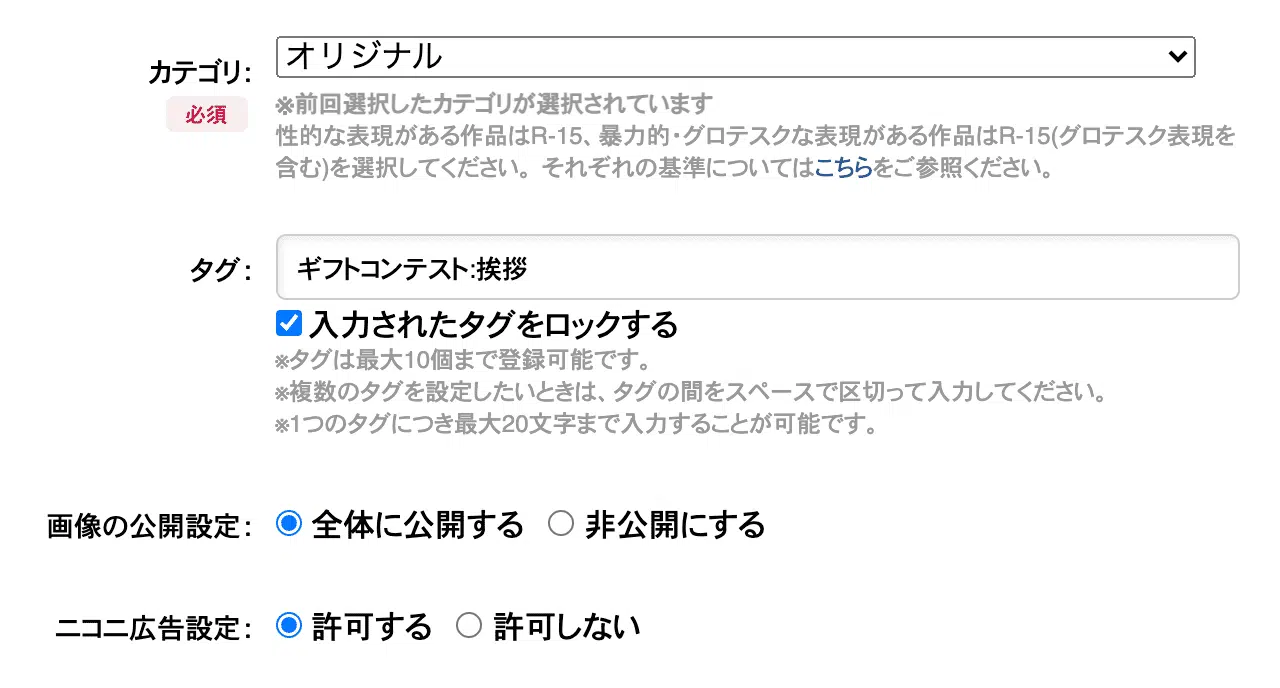 カテゴリ: オリジナル
必須 ※前回選択したカテゴリが選択されています
性的な表現がある作品はR-15、暴力的・グロテスクな表現がある作品はR-15(グロテスク表現を
含む)を選択してください。それぞれの基準についてはこちらをご参照ください。
タグ: ギフトコンテスト:挨拶
入力されたタグをロックする
※タグは最大10個まで登録可能です。
※複数のタグを設定したいときは、タグの間をスペースで区切って入力してください。
※1つのタグにつき最大20文字まで入力することが可能です。
画像の公開設定: 全体に公開する 非公開にする
ニコニ広告設定: 許可する 許可しない